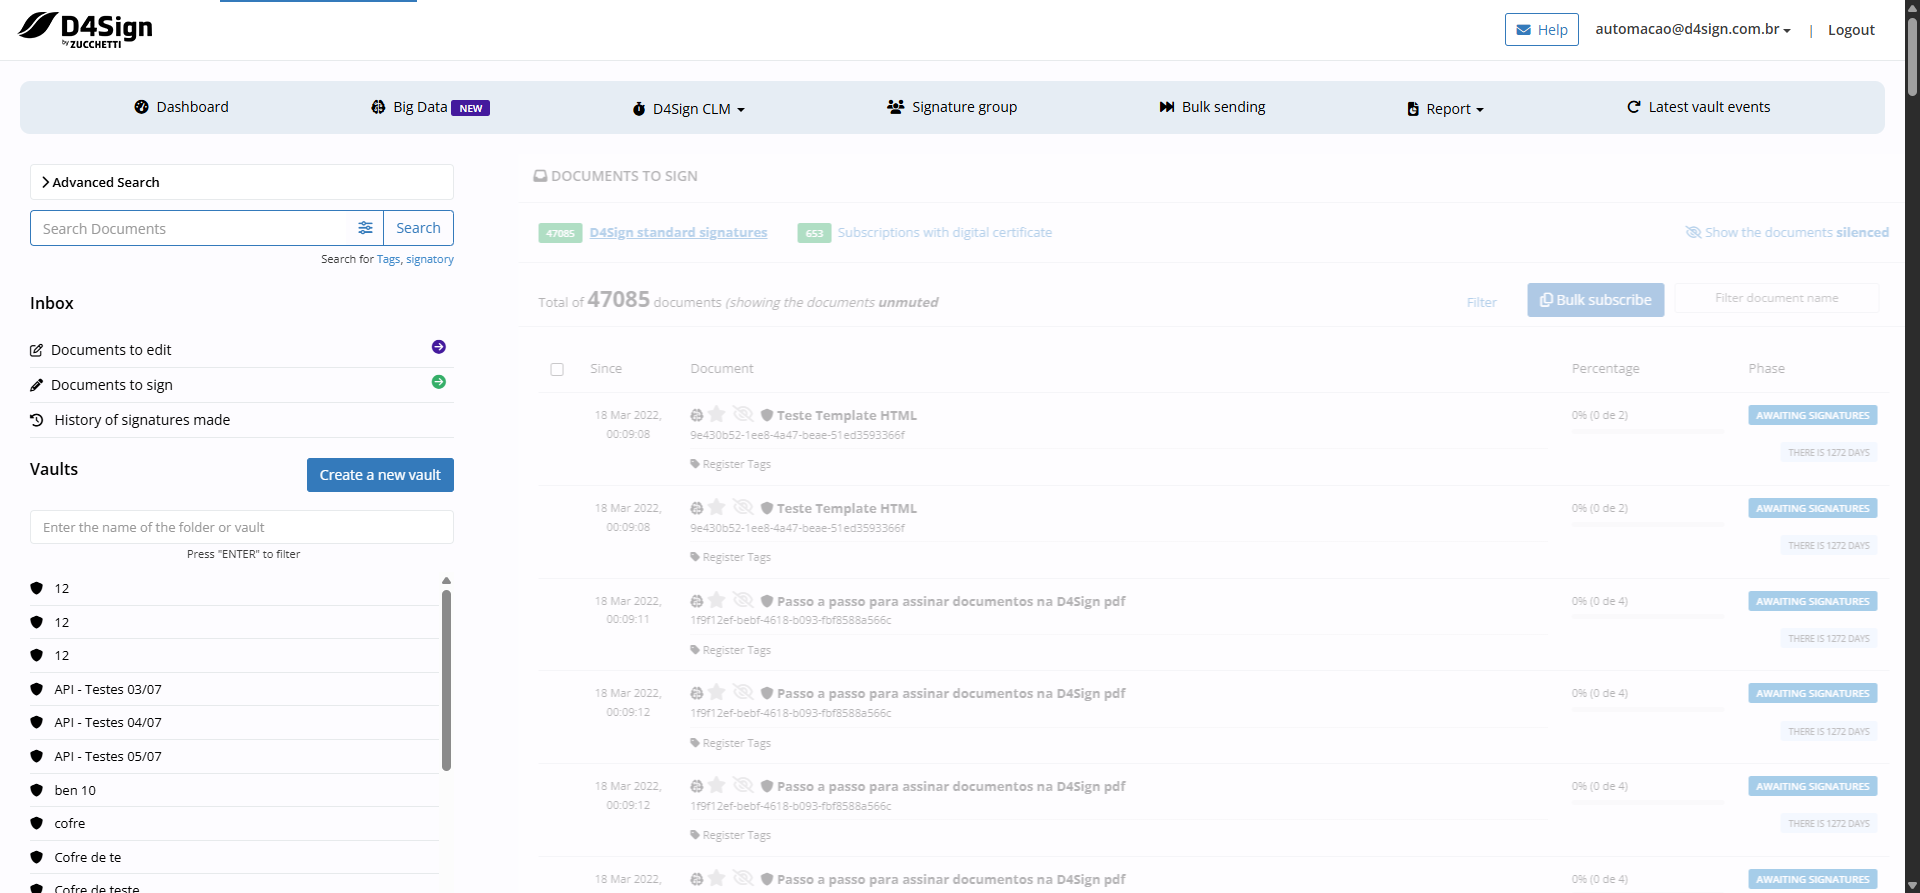 D4Sign
by ZUCCHETTI
Help
automacao@d4sign.com.br
|
Logout
Dashboard
Big Data NEW
D4Sign CLM
Signature group
Bulk sending
Report
Latest vault events
Advanced Search
Search Documents
Search
Search for Tags, signatory
Inbox
Documents to edit
Documents to sign
History of signatures made
Vaults
Create a new vault
Enter the name of the folder or vault
Press "ENTER" to filter
12
12
12
API - Testes 03/07
API - Testes 04/07
API - Testes 05/07
ben 10
cofre
Cofre de te
Cofre de teste
DOCUMENTS TO SIGN
47085 D4Sign standard signatures
653 Subscriptions with digital certificate
Show the documents silenced
Total of 47085 documents (showing the documents unmuted
Filter
Bulk subscribe
Filter document name
Since Document Percentage Phase
18 Mar 2022, 00:09:08
Teste Template HTML
9e430b52-1ee8-4a47-beae-51ed3593366f
Register Tags
0% (0 de 2)
AWAITING SIGNATURES
THERE IS 1272 DAYS
18 Mar 2022, 00:09:08
Teste Template HTML
9e430b52-1ee8-4a47-beae-51ed3593366f
Register Tags
0% (0 de 2)
AWAITING SIGNATURES
THERE IS 1272 DAYS
18 Mar 2022, 00:09:11
Passo a passo para assinar documentos na D4Sign pdf
1f9f12ef-bebf-4618-b093-fbf8588a566c
Register Tags
0% (0 de 4)
AWAITING SIGNATURES
THERE IS 1272 DAYS
18 Mar 2022, 00:09:12
Passo a passo para assinar documentos na D4Sign pdf
1f9f12ef-bebf-4618-b093-fbf8588a566c
Register Tags
0% (0 de 4)
AWAITING SIGNATURES
THERE IS 1272 DAYS
18 Mar 2022, 00:09:12
Passo a passo para assinar documentos na D4Sign pdf
1f9f12ef-bebf-4618-b093-fbf8588a566c
Register Tags
0% (0 de 4)
AWAITING SIGNATURES
THERE IS 1272 DAYS
18 Mar 2022,
Passo a passo para assinar documentos na D4Sign pdf
0% (0 de 4)
AWAITING SIGNATURES